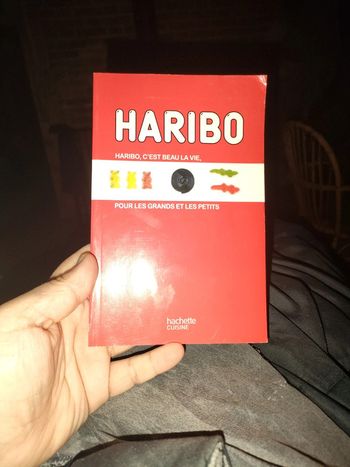 HARIBO
HARIBO, C'EST BEAU LA VIE,
POUR LES GRANDS ET LES PETITS
hachette
CUISINE